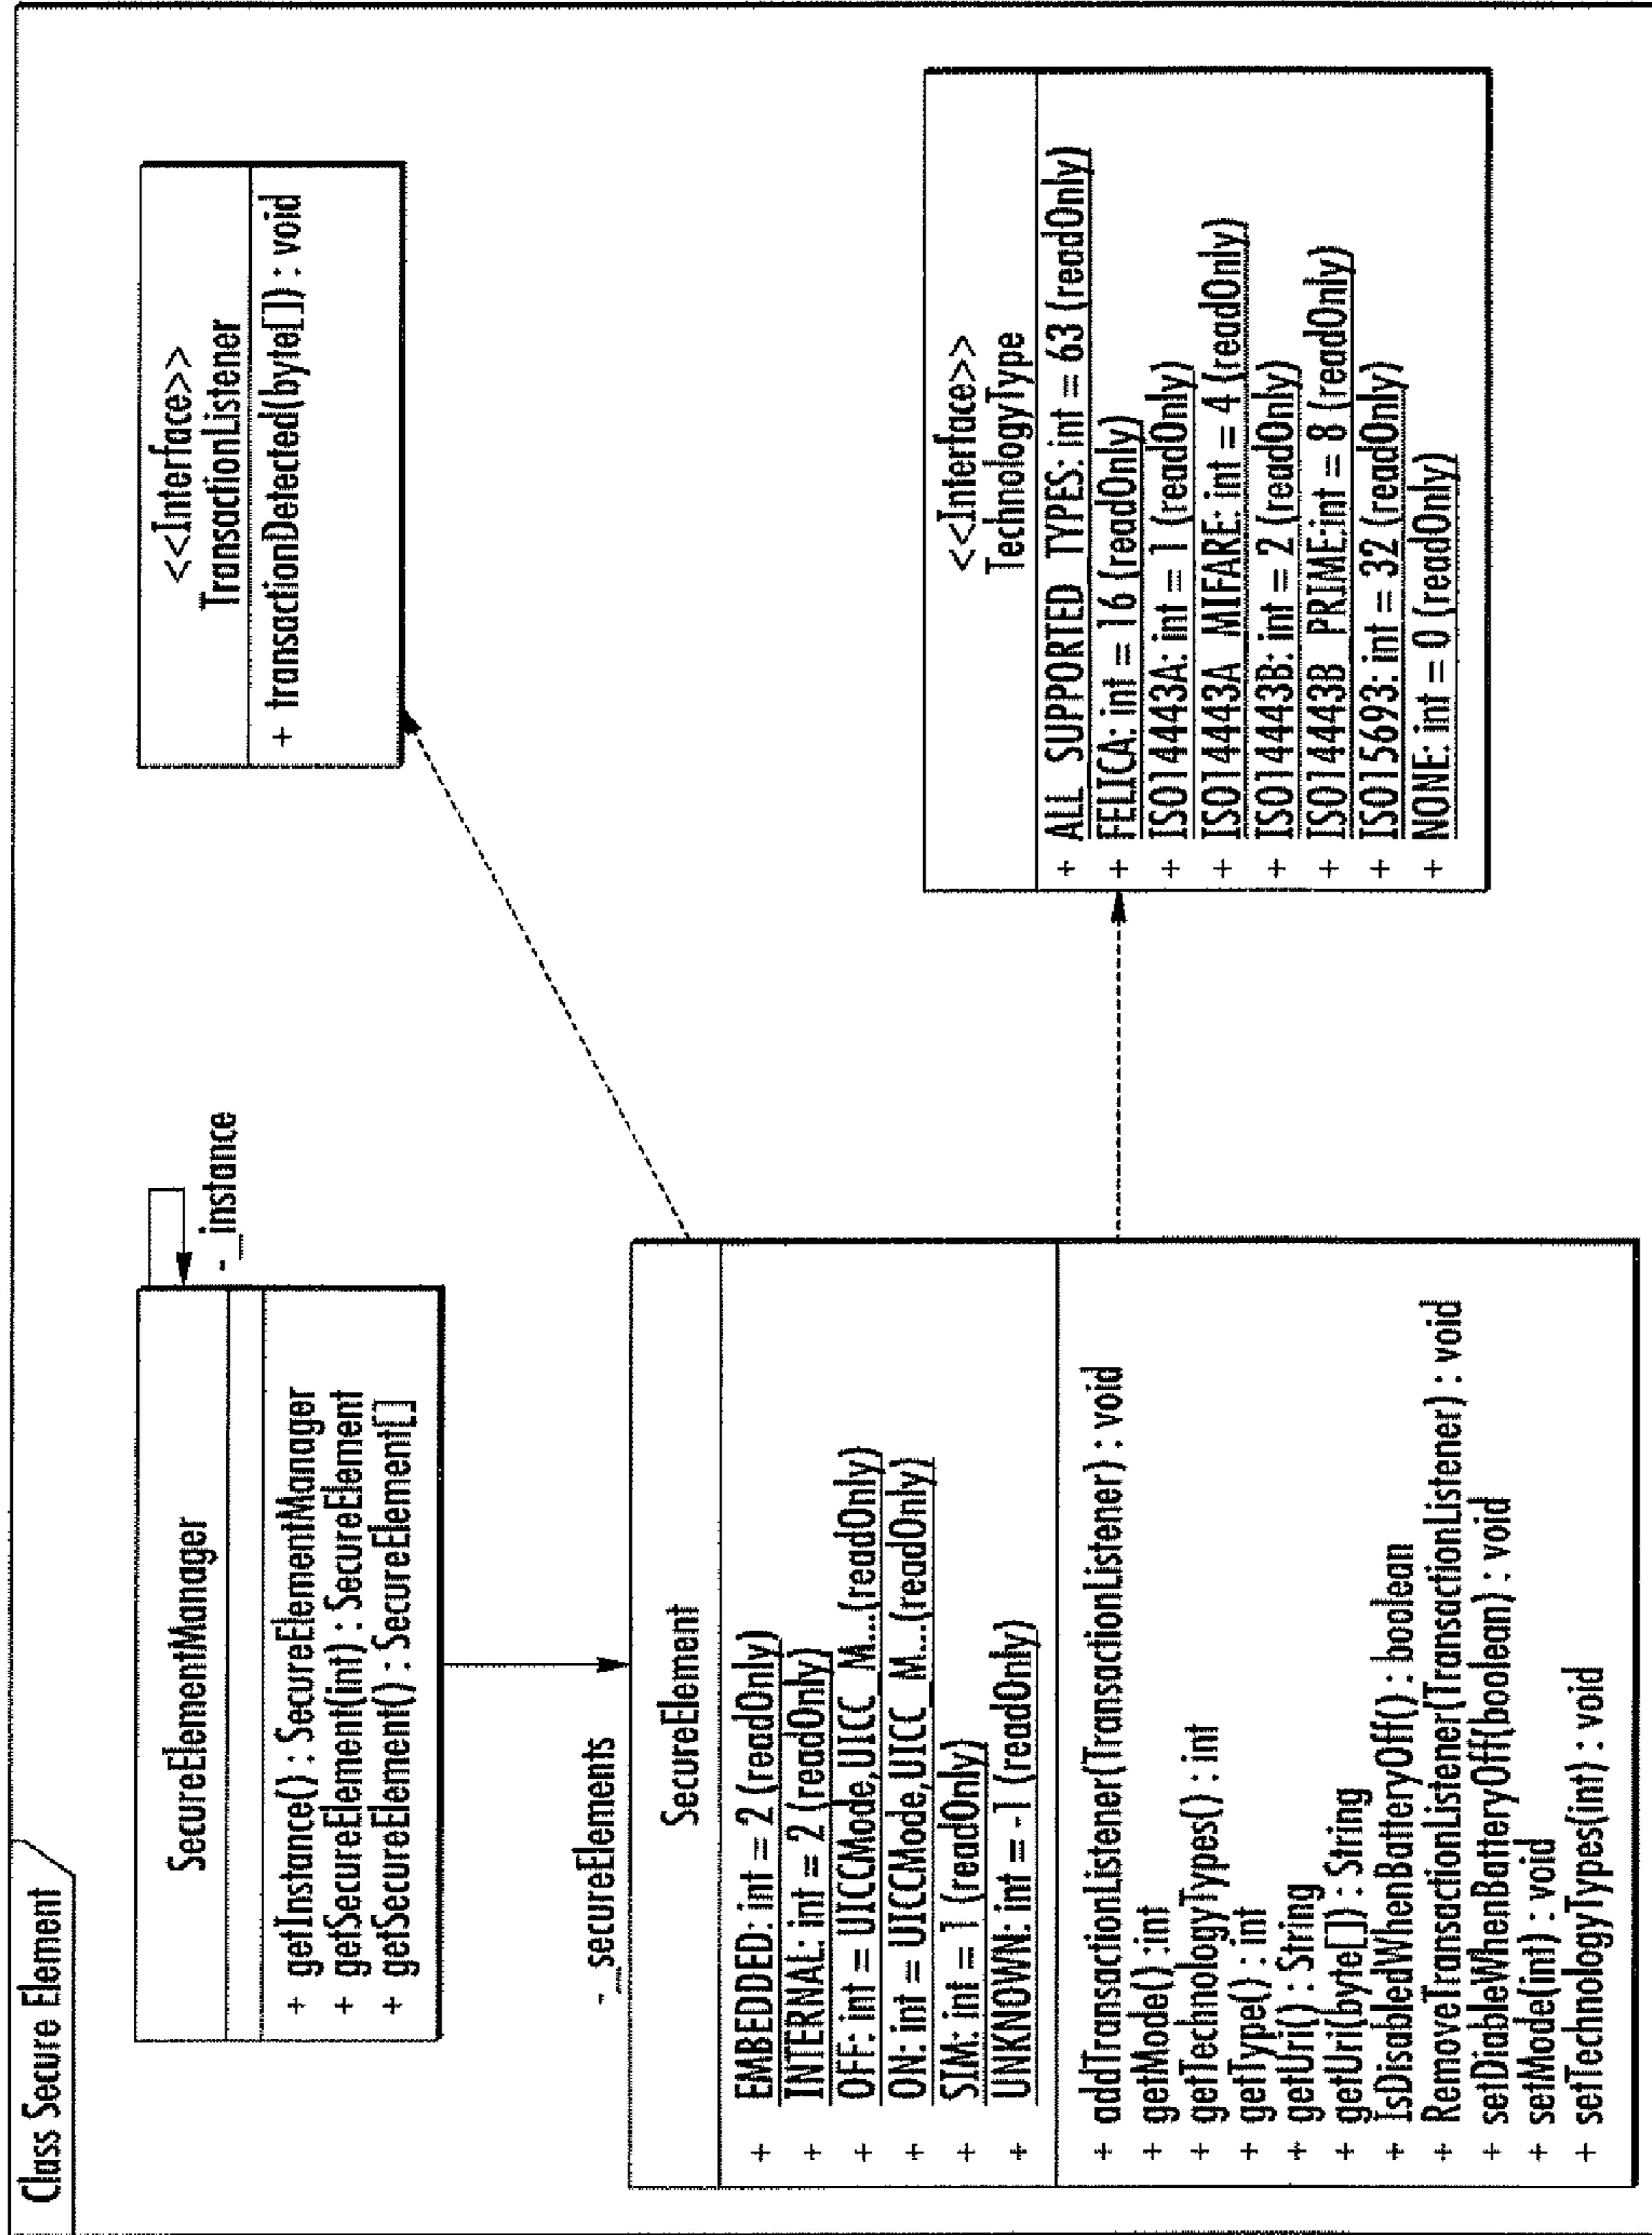 Class Secure Element
SecureElementManager
+ getInstance() : SecureElementManager
+ getSecureElement(int) : SecureElement
+ getSecureElement() : SecureElement[]
-_instance
<<Interface>>
TransactionListener
+ transactionDetected(byte[]) : void
-_secureElements
SecureElement
+ EMBEDDED: int = 2 (readOnly)
+ INTERNAL: int = 2 (readOnly)
+ OFF: int = UICCMode,UICC_M...(readOnly)
+ ON: int = UICCMode,UICC_M...(readOnly)
+ SIM: int = 1 (readOnly)
+ UNKNOWN: int = -1 (readOnly)
+ addTransactionListener(TransactionListener) : void
+ getMode() :int
+ getTechnologyTypes() : int
+ getType() : int
+ getUri() : String
+ getUri(byte[]) : String
+ IsDisabledWhenBatteryOff() : boolean
+ RemoveTransactionListener(TransactionListener) : void
+ setDiableWhenBatteryOff(boolean) : void
+ setMode(int) : void
+ setTechnologyTypes(int) : void
<<Interface>>
TechnologyType
+ ALL_SUPPORTED_TYPES: int = 63 (readOnly)
+ FELICA: int = 16 (readOnly)
+ ISO14443A: int = 1 (readOnly)
+ ISO14443A_MIFARE: int = 4 (readOnly)
+ ISO14443B: int = 2 (readOnly)
+ ISO14443B_PRIME:int = 8 (readOnly)
+ ISO15693: int = 32 (readOnly)
+ NONE: int = 0 (readOnly)